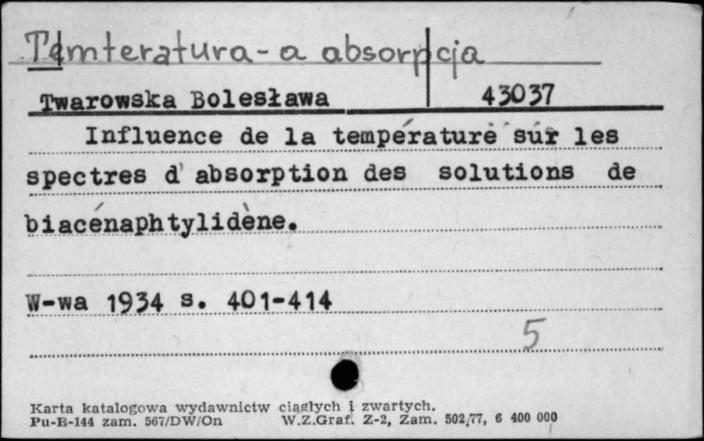 Temteratura-a absorpcja
Twarowska Bolesława 43037
Influence de la température sur les
spectres d'absorption des solutions de
biacénaphtylidène.
W-wa 1934 s. 401-414
5
Karta katalogowa wydawnictw ciągłych i zwartych.
Pu-B-144 zam. 567/DW/On W.Z.Graf. Z-2, Zam. 502/77, 6 400 000